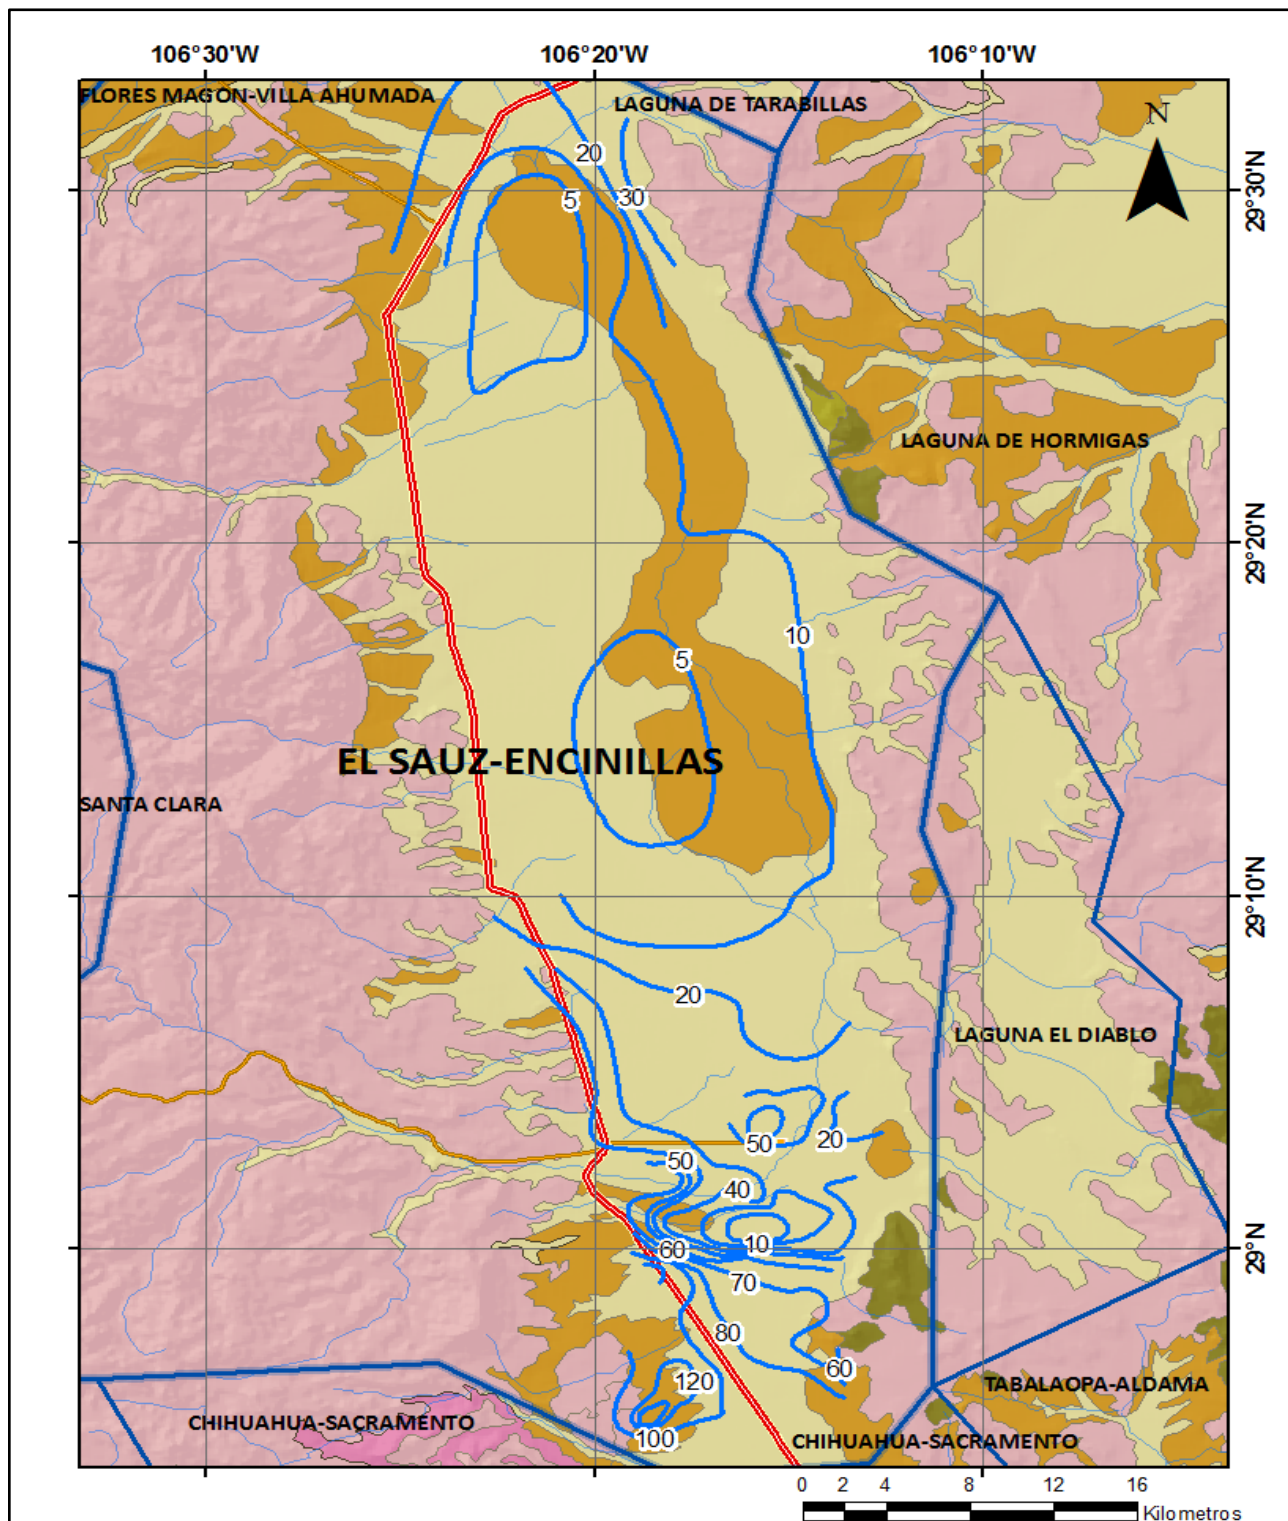 106°30'W 106°20'W 106°10'W
FLORES MAGÓN-VILLA AHUMADA
LAGUNA DE TARABILLAS
N
20
29°30'N
30
5
LAGUNA DE HORMIGAS
29°20'N
10
5
EL SAUZ-ENCINILLAS
SANTA CLARA
29°10'N
20
LAGUNA EL DIABLO
50
20
50
40
10
60
29°N
70
80
60
120
TABALAOPA-ALDAMA
CHIHUAHUA-SACRAMENTO
100
CHIHUAHUA-SACRAMENTO
0 2 4 8 12 16
Kilometros